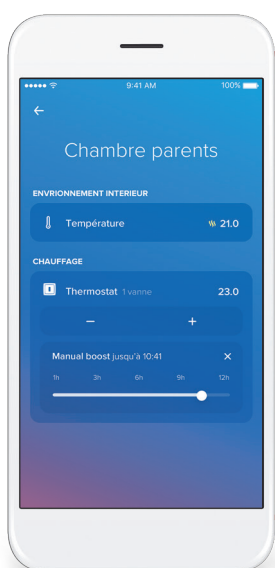 9:41 AM 100%
Chambre parents
ENVRIONNEMENT INTERIEUR
Température 21.0
CHAUFFAGE
Thermostat 1 vanne 23.0
− +
Manual boost jusqu'à 10:41 ×
1h 3h 6h 9h 12h